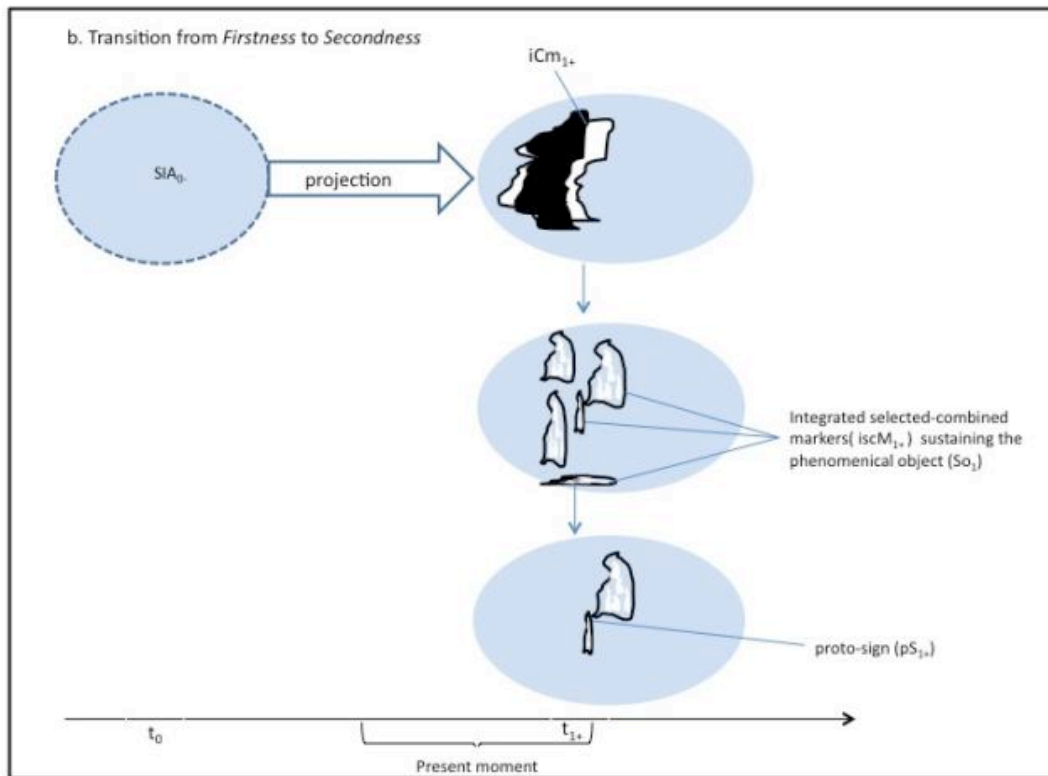 b. Transition from Firstness to Secondness
iCm₁₊
SIA₀₋
projection
Integrated selected-combined
markers( iscM₁₊ ) sustaining the
phenomenical object (So₁)
proto-sign (pS₁₊)
t₀
t₁₊
Present moment